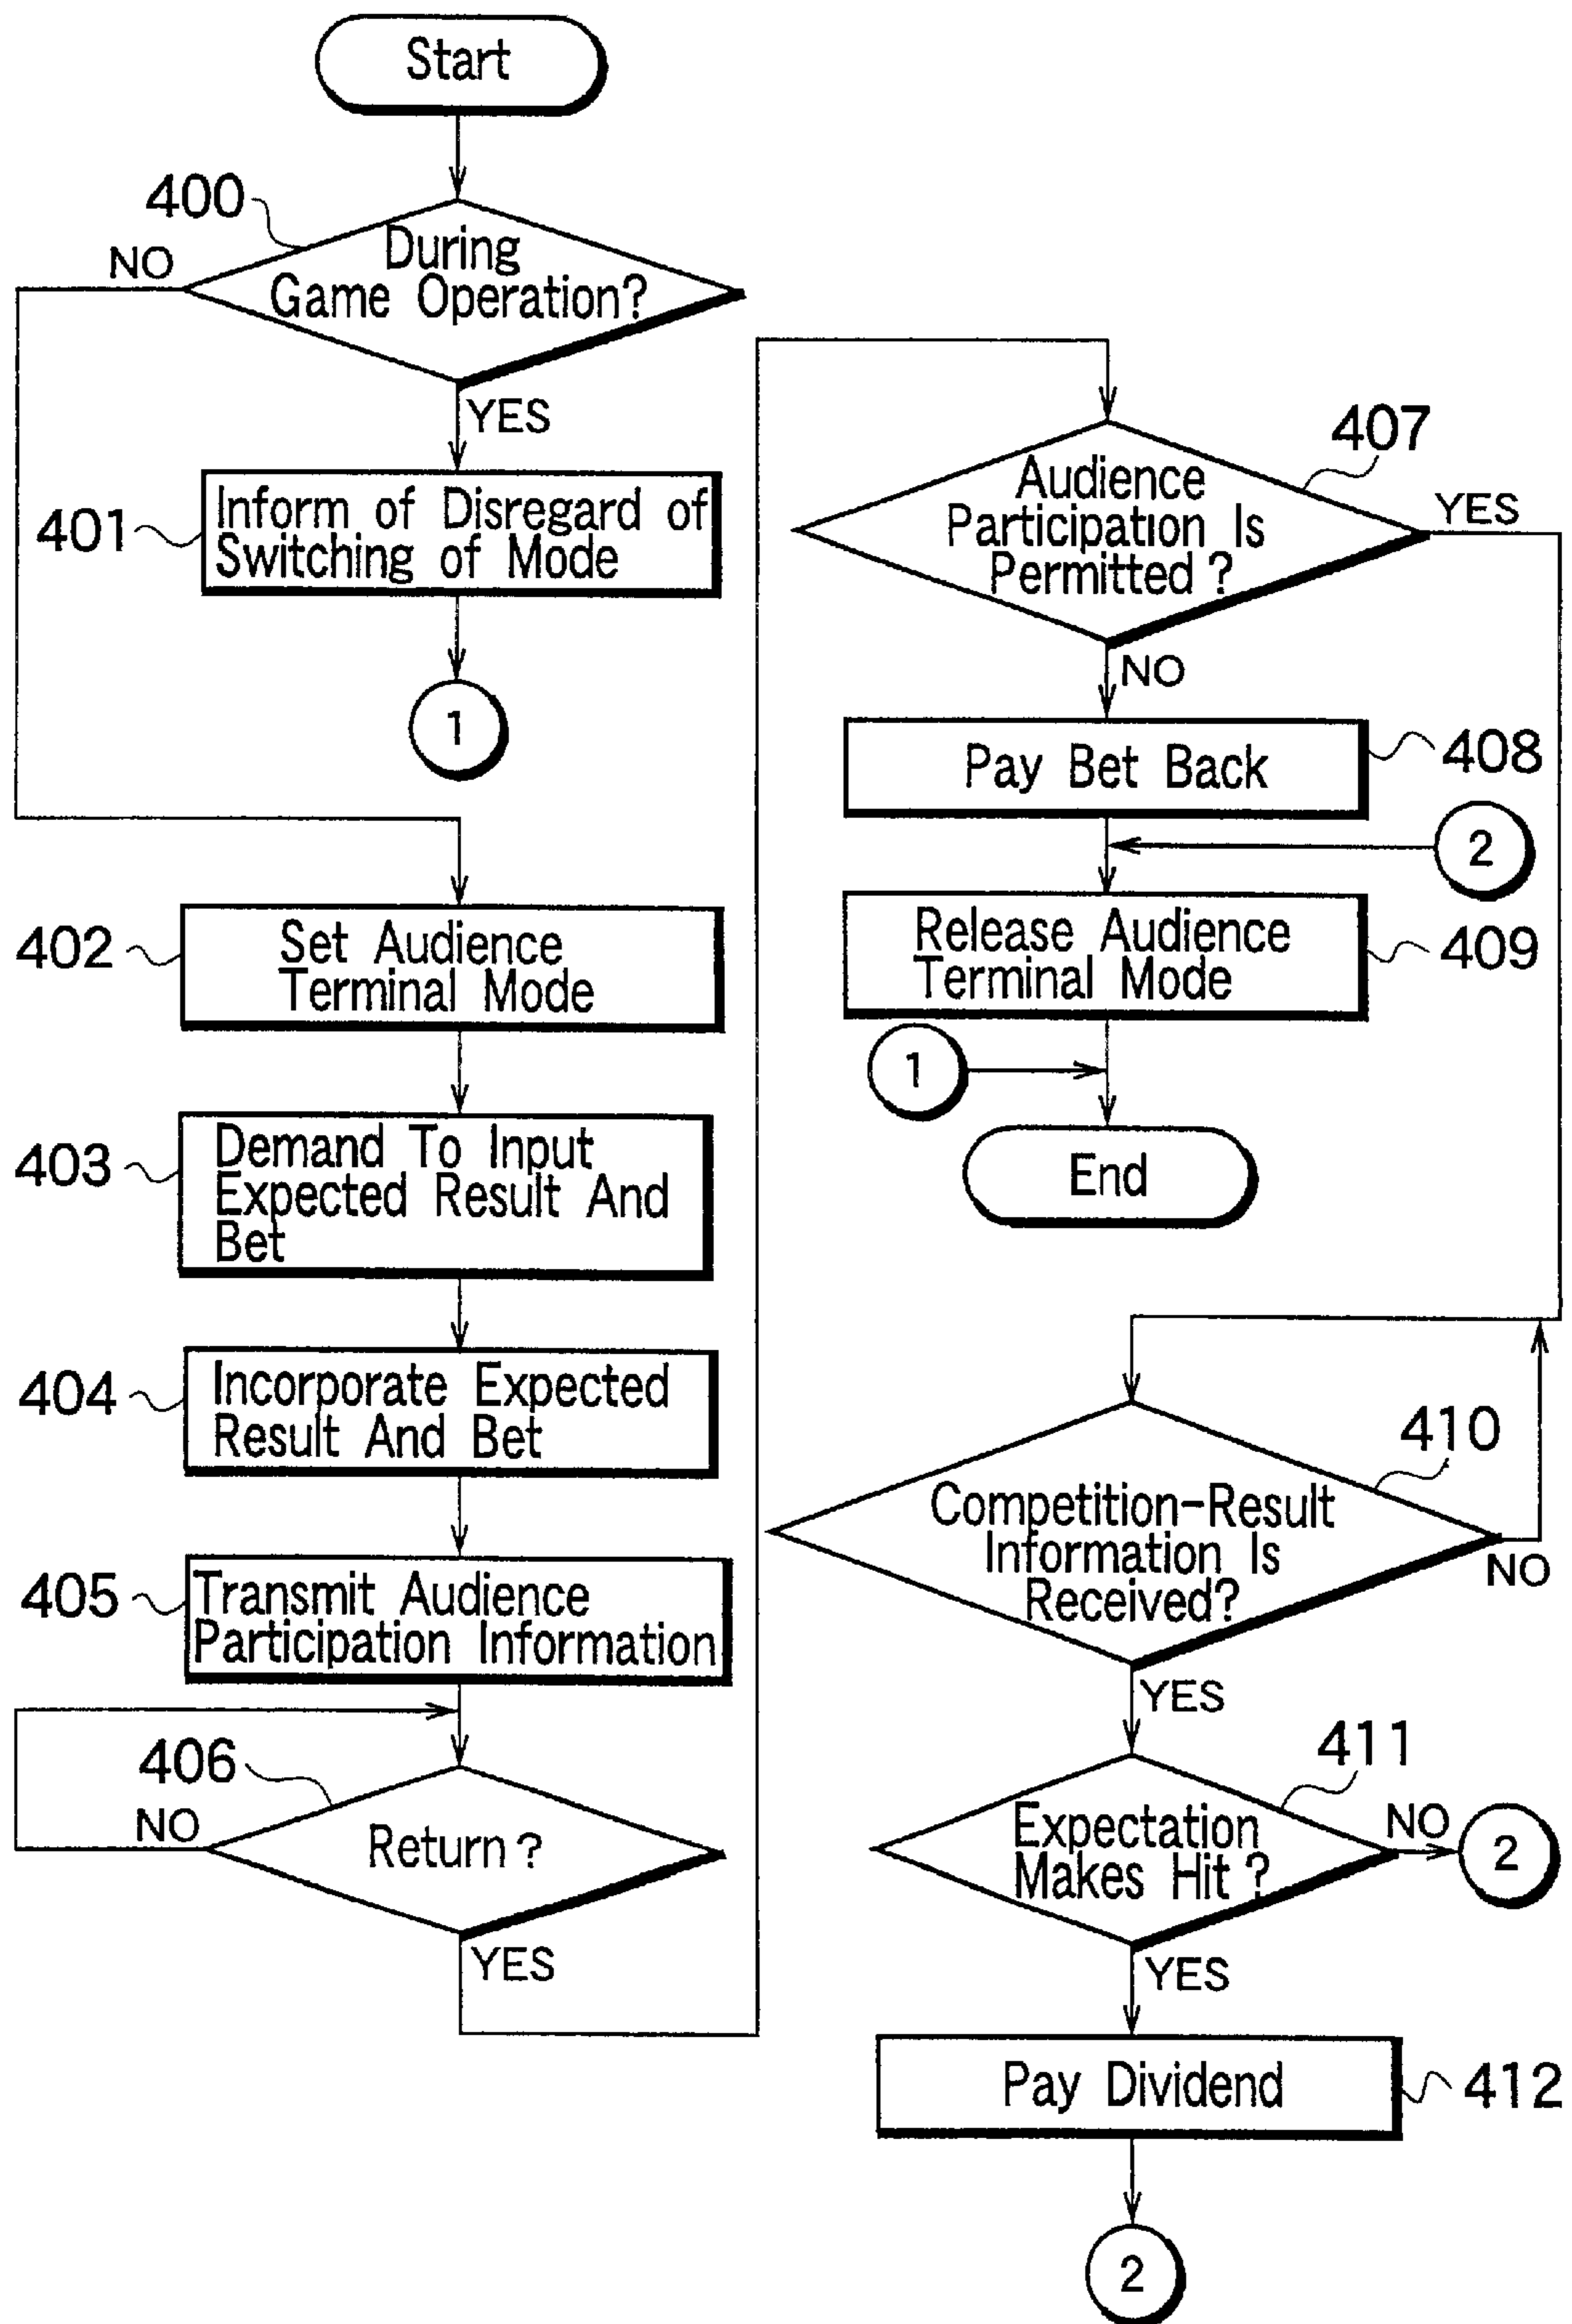 Start
400
NO
During
Game Operation?
YES
401
Inform of Disregard of
Switching of Mode
1
402
Set Audience
Terminal Mode
403
Demand To Input
Expected Result And
Bet
404
Incorporate Expected
Result And Bet
405
Transmit Audience
Participation Information
406
NO
Return?
YES
407
Audience
Participation Is
Permitted?
YES
NO
Pay Bet Back
408
2
Release Audience
Terminal Mode
409
1
End
410
Competition-Result
Information Is
Received?
NO
YES
411
Expectation
Makes Hit?
NO
2
YES
Pay Dividend
412
2